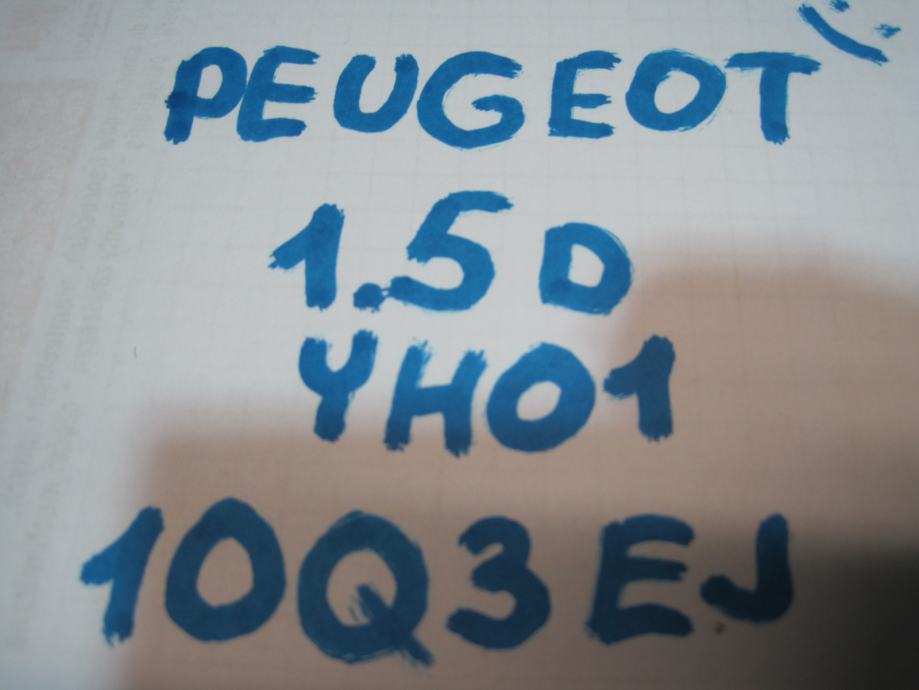 PEUGEOT
1.5 D
YH01
10Q3EJ